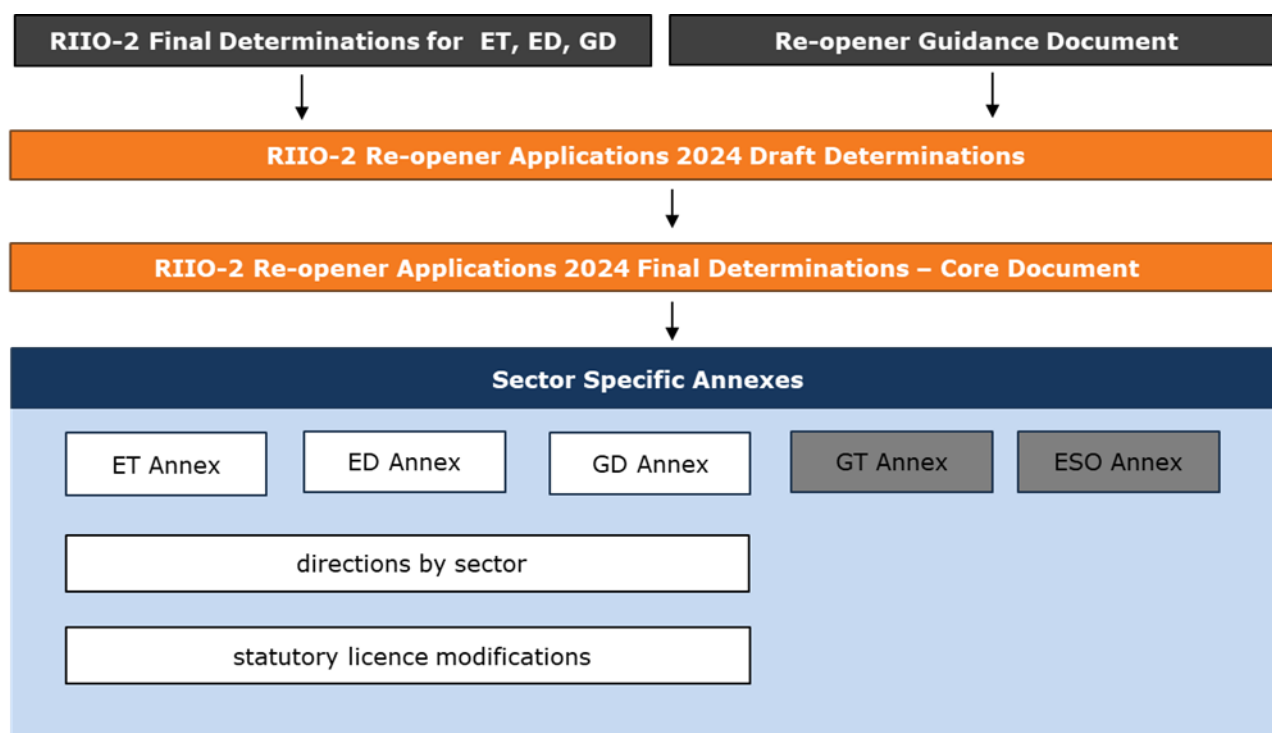 RIIO-2 Final Determinations for ET, ED, GD
Re-opener Guidance Document
RIIO-2 Re-opener Applications 2024 Draft Determinations
RIIO-2 Re-opener Applications 2024 Final Determinations – Core Document
Sector Specific Annexes
ET Annex
ED Annex
GD Annex
GT Annex
ESO Annex
directions by sector
statutory licence modifications